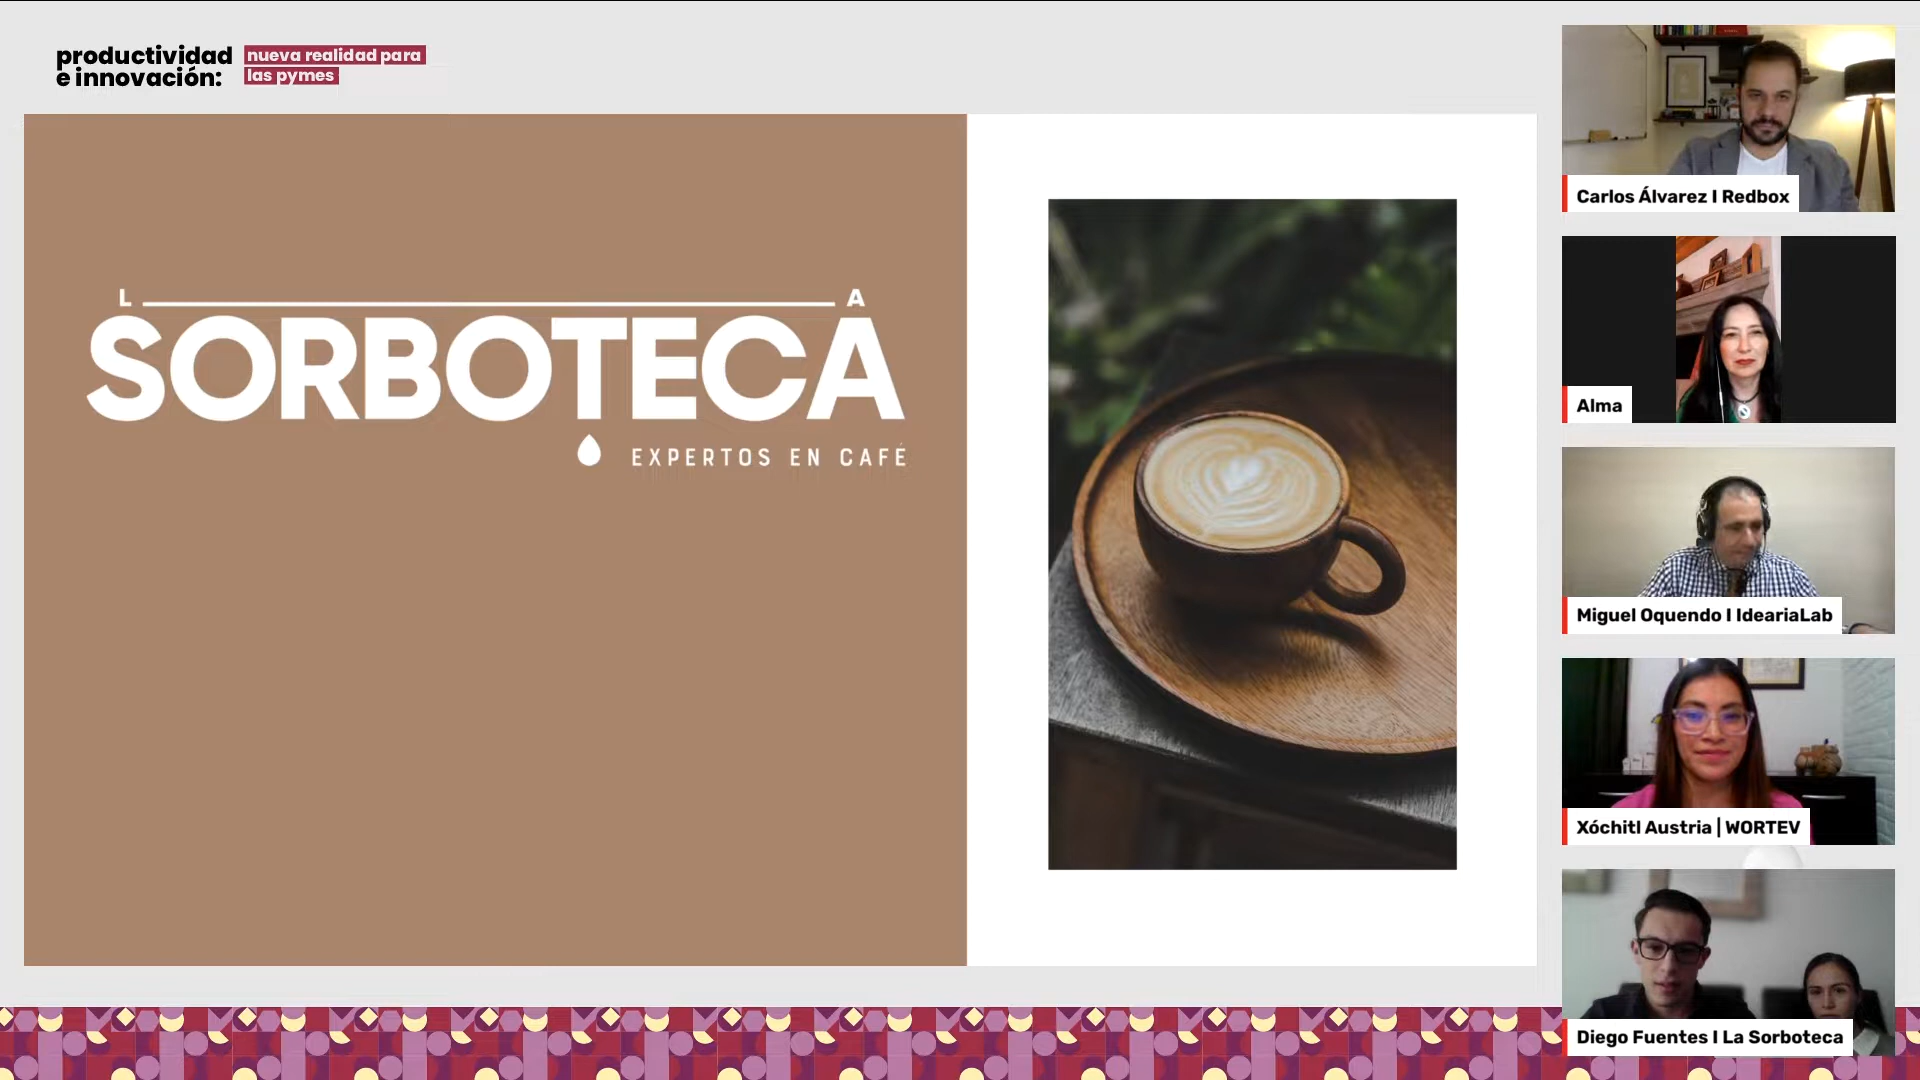 productividad
e innovación:
nueva realidad para
las pymes
L A
SORBOTECA
EXPERTOS EN CAFÉ
Carlos Álvarez I Redbox
Alma
Miguel Oquendo I IdeariaLab
Xóchitl Austria | WORTEV
Diego Fuentes I La Sorboteca